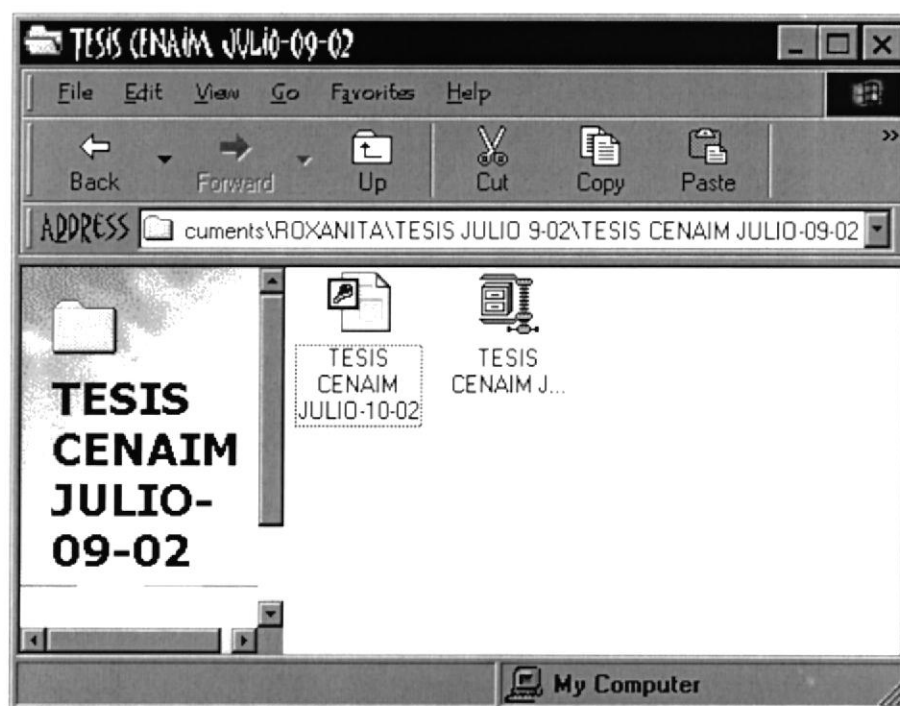 TESIS CENAIM JULIO-09-02
File Edit View Go Favorites Help
Back Forward Up Cut Copy Paste »
ADDRESS cuments\ROXANITA\TESIS JULIO 9-02\TESIS CENAIM JULIO-09-02
TESIS
CENAIM
JULIO-
09-02
TESIS
CENAIM
JULIO-10-02
TESIS
CENAIM J...
My Computer